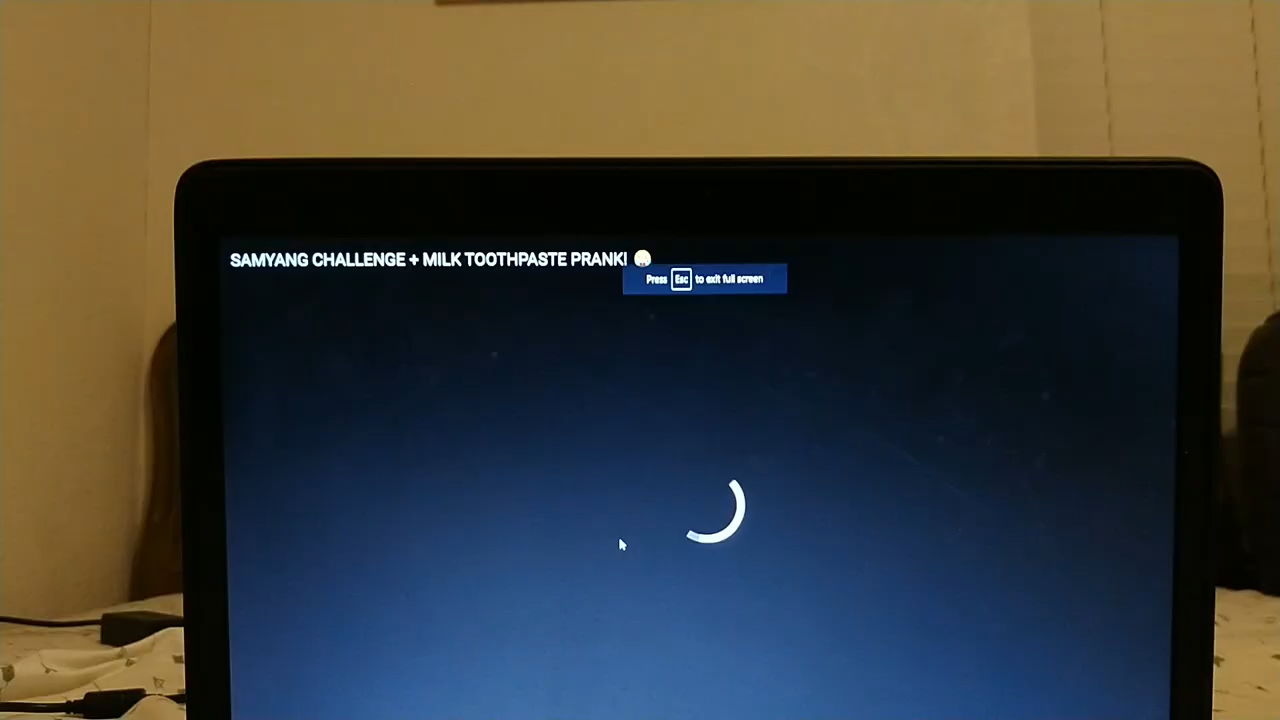 SAMYANG CHALLENGE + MILK TOOTHPASTE PRANK!
Press Esc to exit full screen